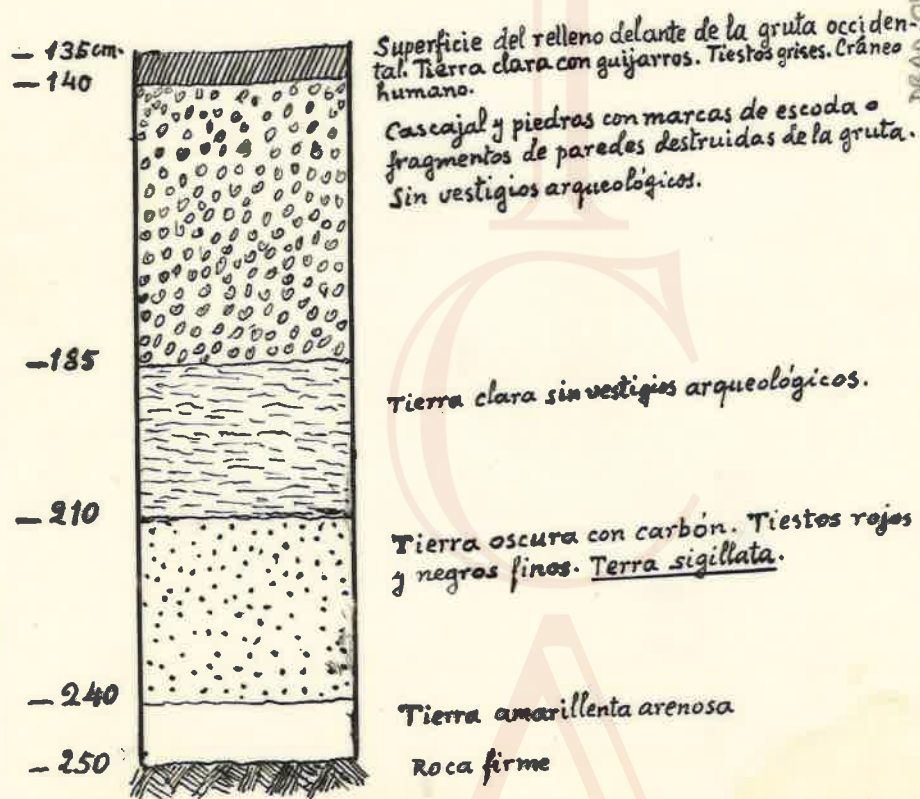 — 135 cm.
Superficie del relleno delante de la gruta occiden-
tal. Tierra clara con guijarros. Tiestos grises. Cráneo
humano.
— 140
Cascajal y piedras con marcas de escoda o
fragmentos de paredes destruidas de la gruta.
Sin vestigios arqueológicos.
— 185
Tierra clara sin vestigios arqueológicos.
— 210
Tierra oscura con carbón. Tiestos rojos
y negros finos. Terra sigillata.
— 240
Tierra amarillenta arenosa
— 250
Roca firme
I
C
A